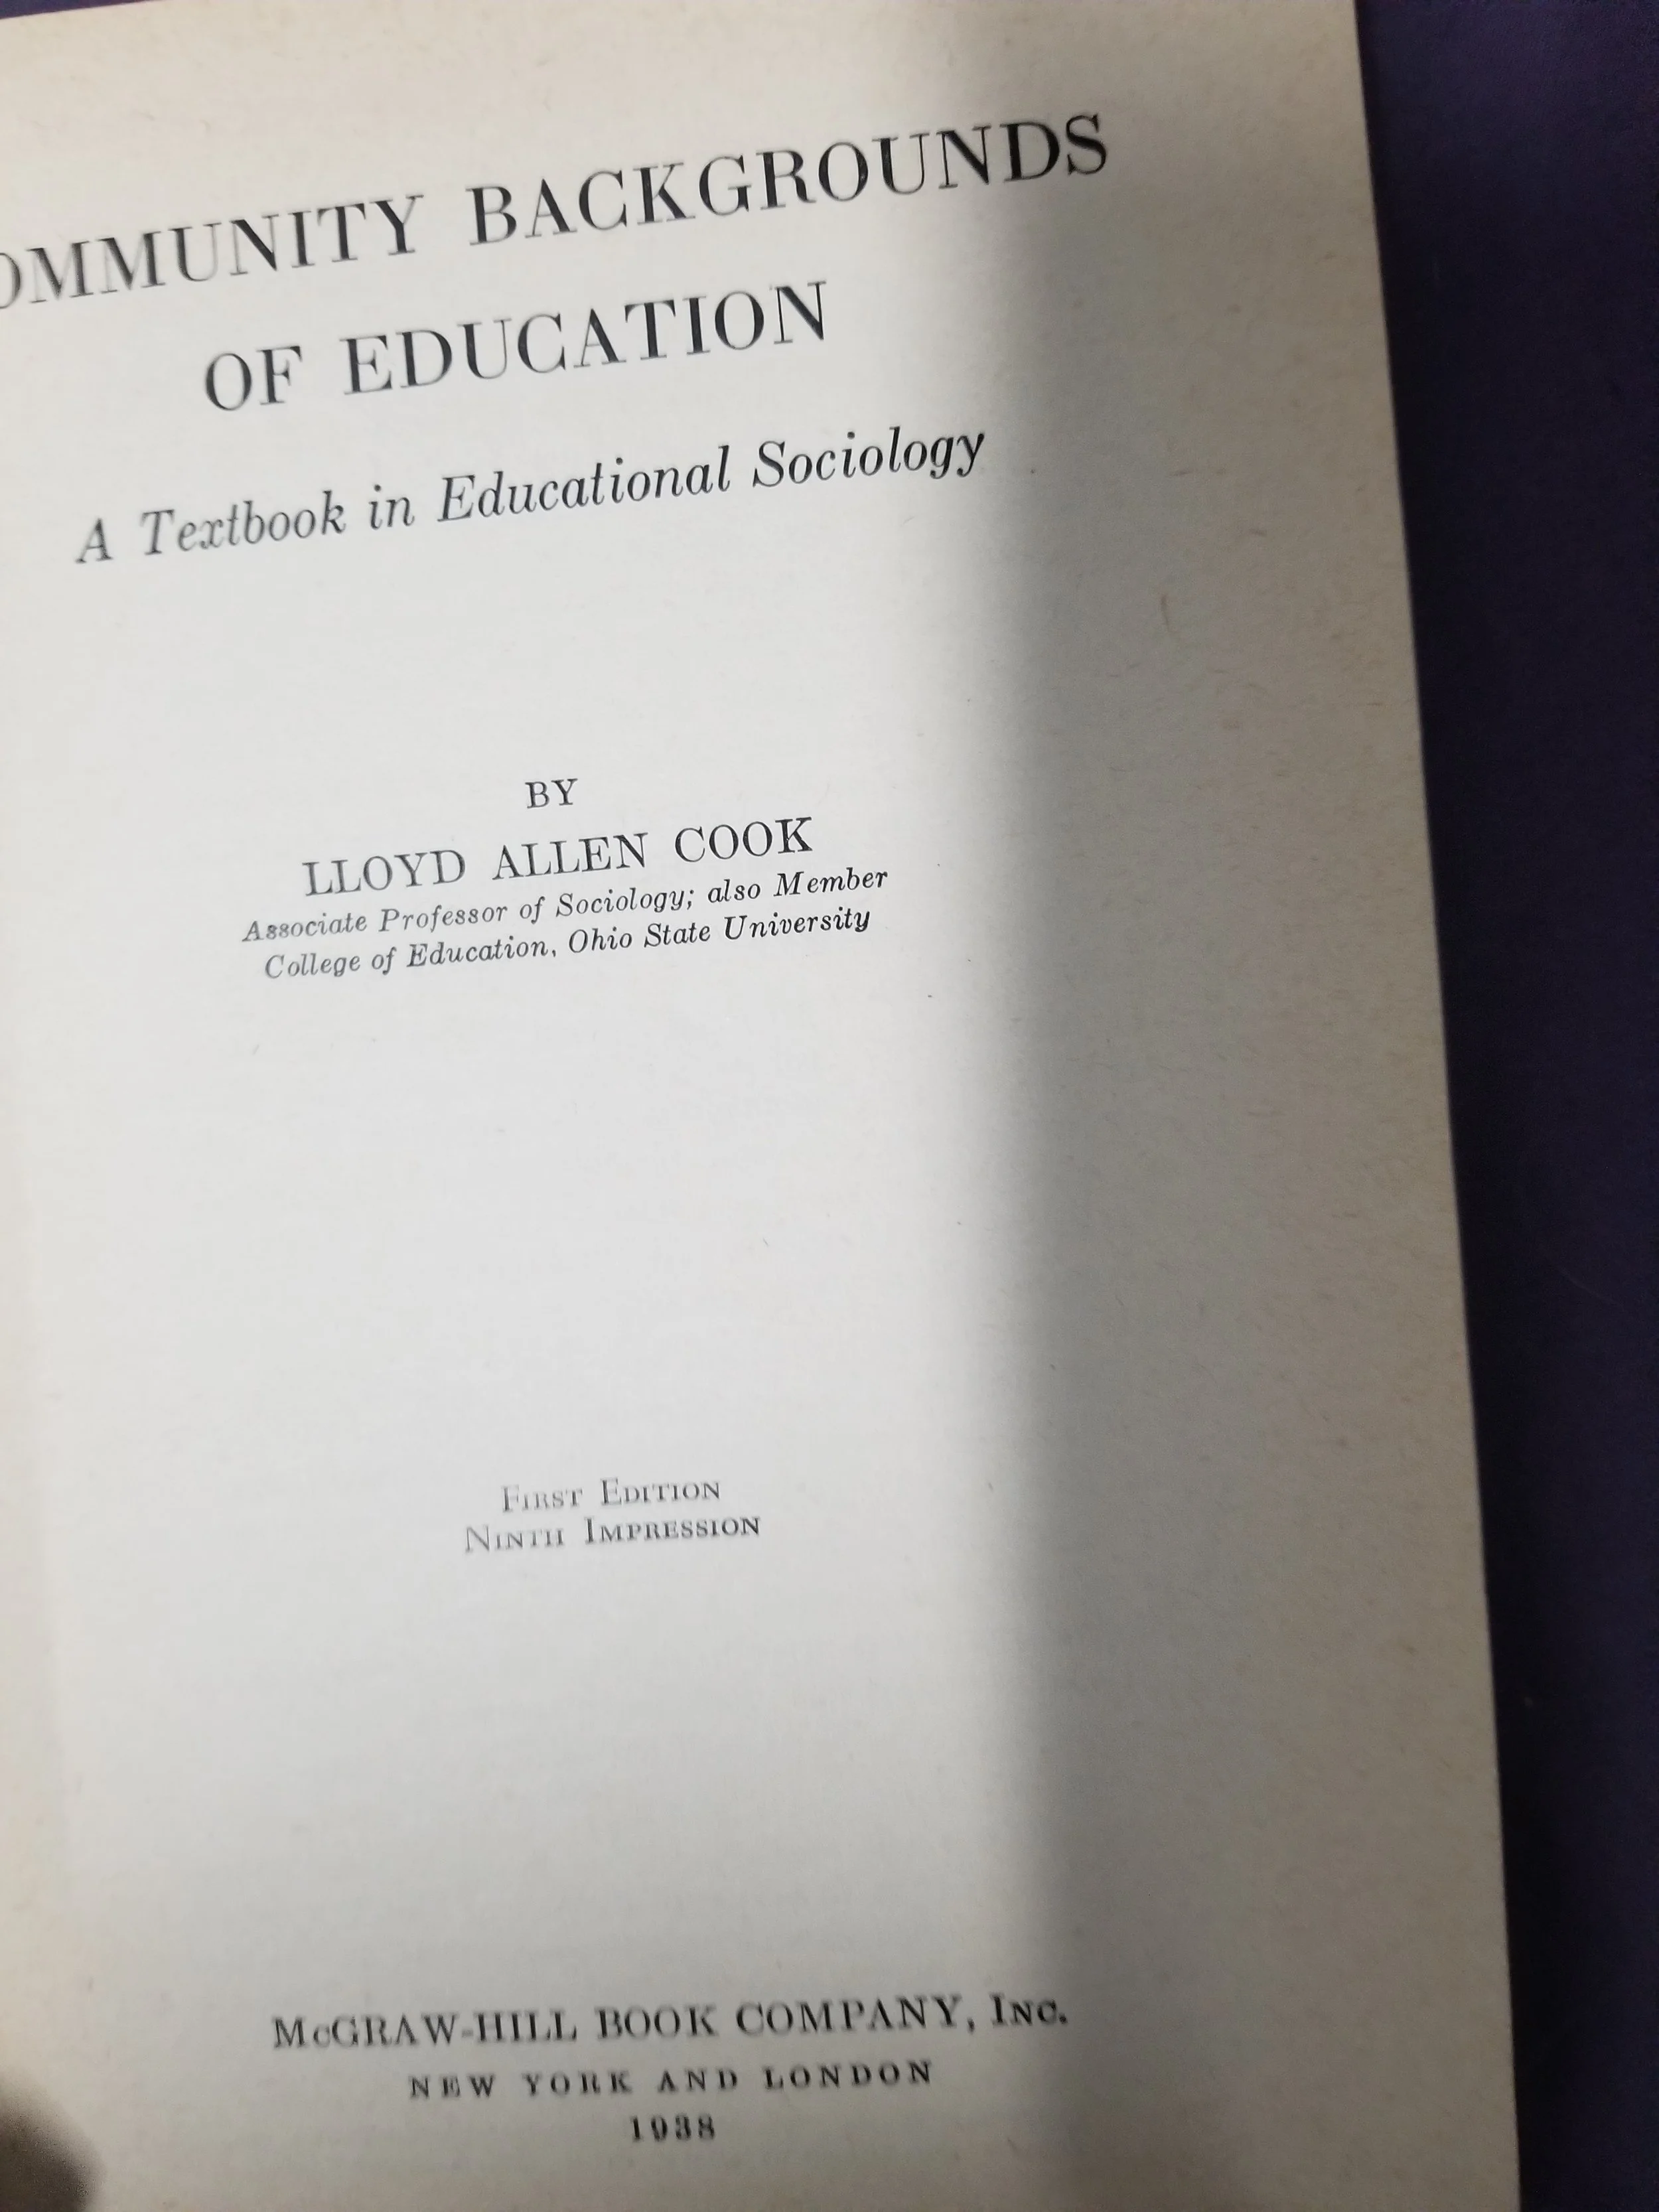 OMMUNITY BACKGROUNDS
OF EDUCATION
A Textbook in Educational Sociology
BY
LLOYD ALLEN COOK
Associate Professor of Sociology; also Member
College of Education, Ohio State University
FIRST EDITION
NINTH IMPRESSION
McGRAW-HILL BOOK COMPANY, INC.
NEW YORK AND LONDON
1938